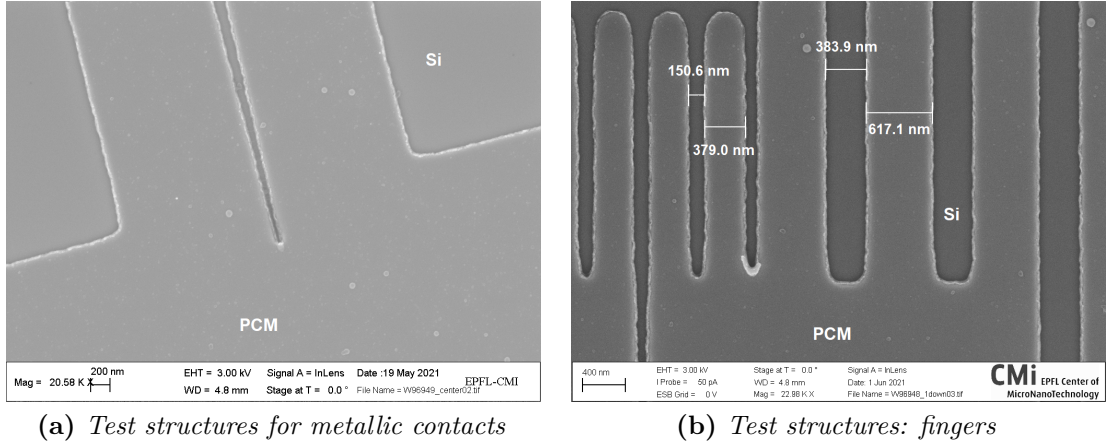 Si
PCM
Mag = 20.58 K X
200 nm
EHT = 3.00 kV
Signal A = InLens
Date :19 May 2021
WD = 4.8 mm
Stage at T = 0.0 °
File Name = W96949_center02.tif
EPFL-CMI
(a) Test structures for metallic contacts
383.9 nm
150.6 nm
617.1 nm
379.0 nm
Si
PCM
400 nm
EHT = 3.00 kV
I Probe = 50 pA
ESB Grid = 0 V
Stage at T = 0.0 °
WD = 4.8 mm
Mag = 22.98 K X
Signal A = InLens
Date: 1 Jun 2021
File Name = W96948_1down03.tif
CMi EPFL Center of
MicroNanoTechnology
(b) Test structures: fingers